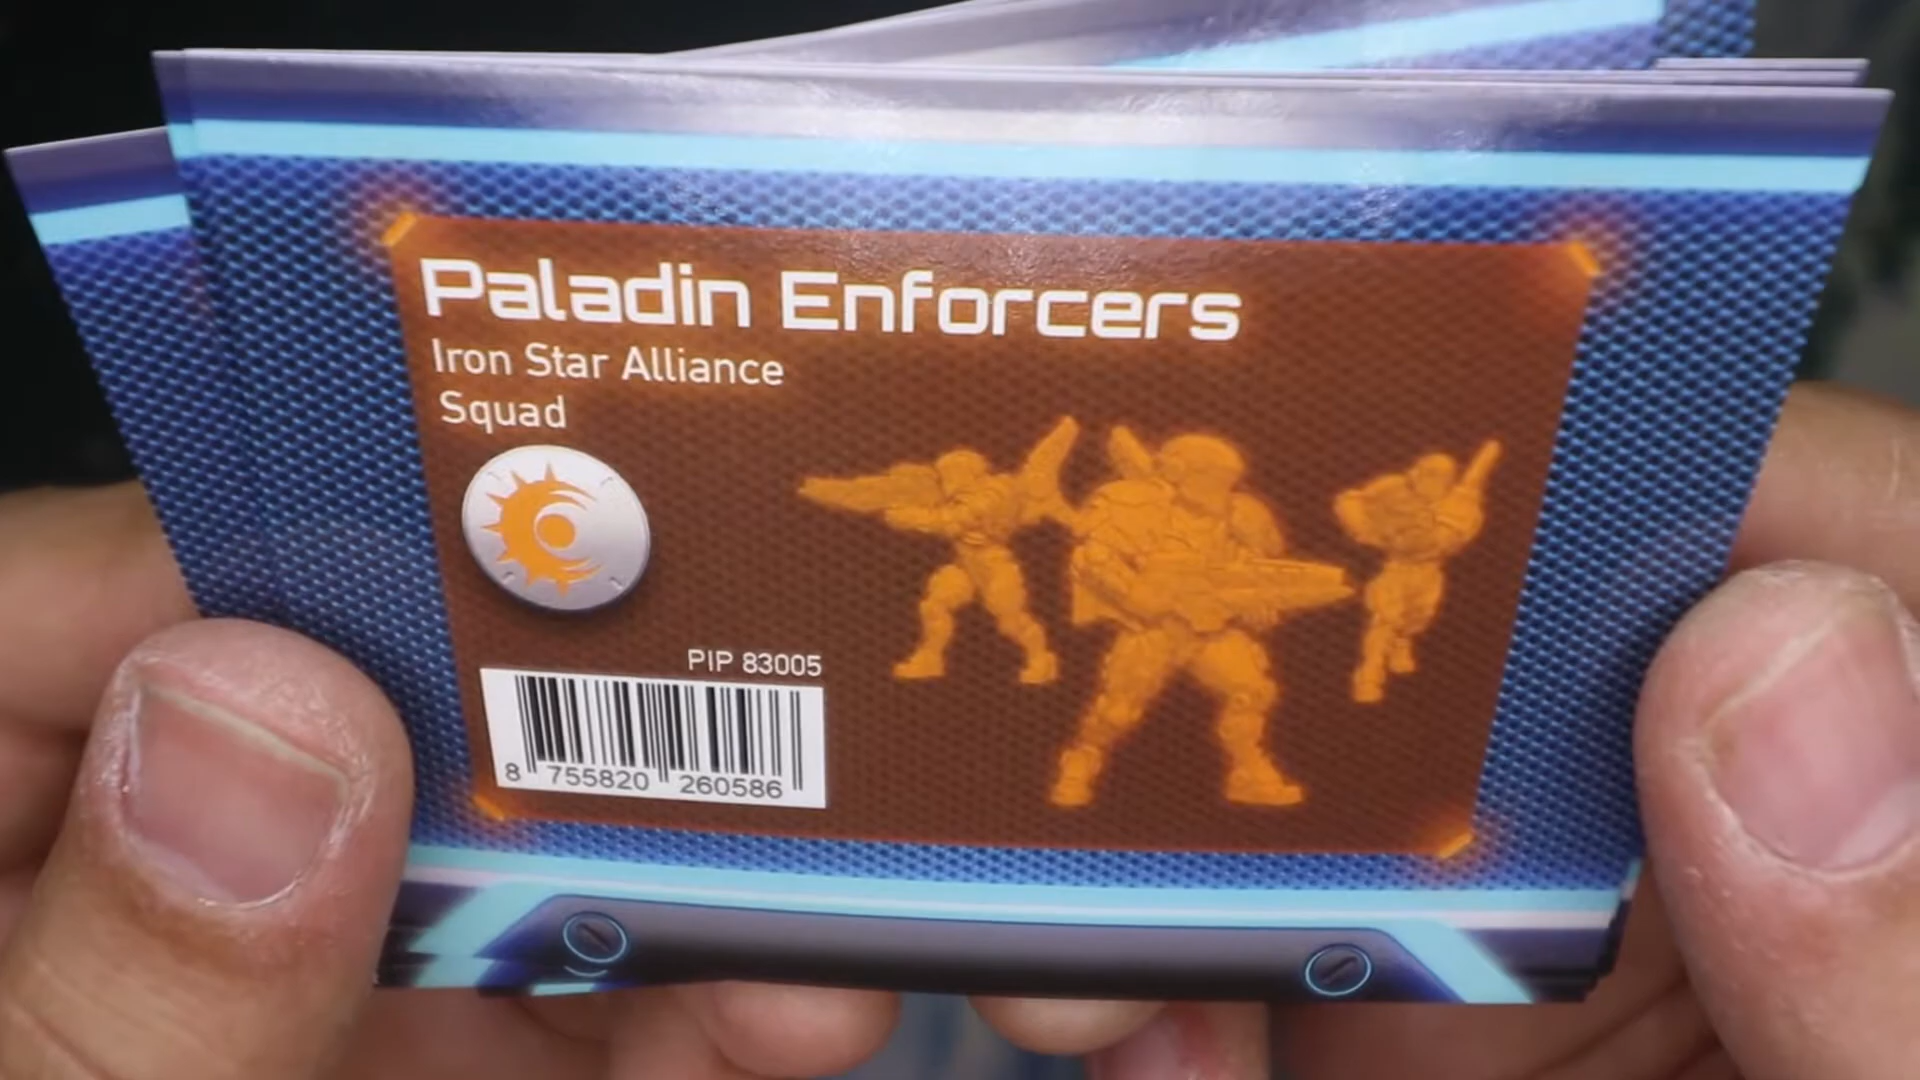 Paladin Enforcers
Iron Star Alliance
Squad
PIP 83005
8 755820 260586